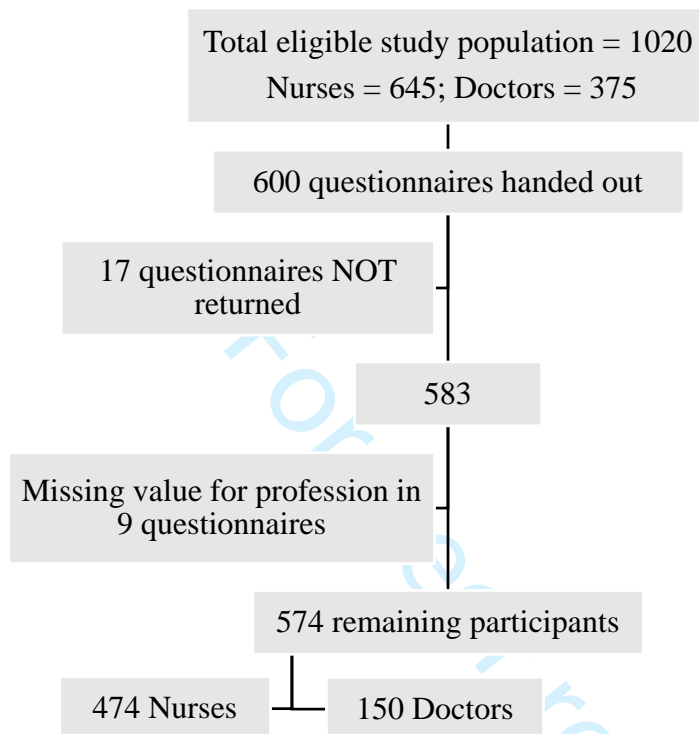 Total eligible study population = 1020
Nurses = 645; Doctors = 375
600 questionnaires handed out
17 questionnaires NOT
returned
583
Missing value for profession in
9 questionnaires
574 remaining participants
474 Nurses
150 Doctors